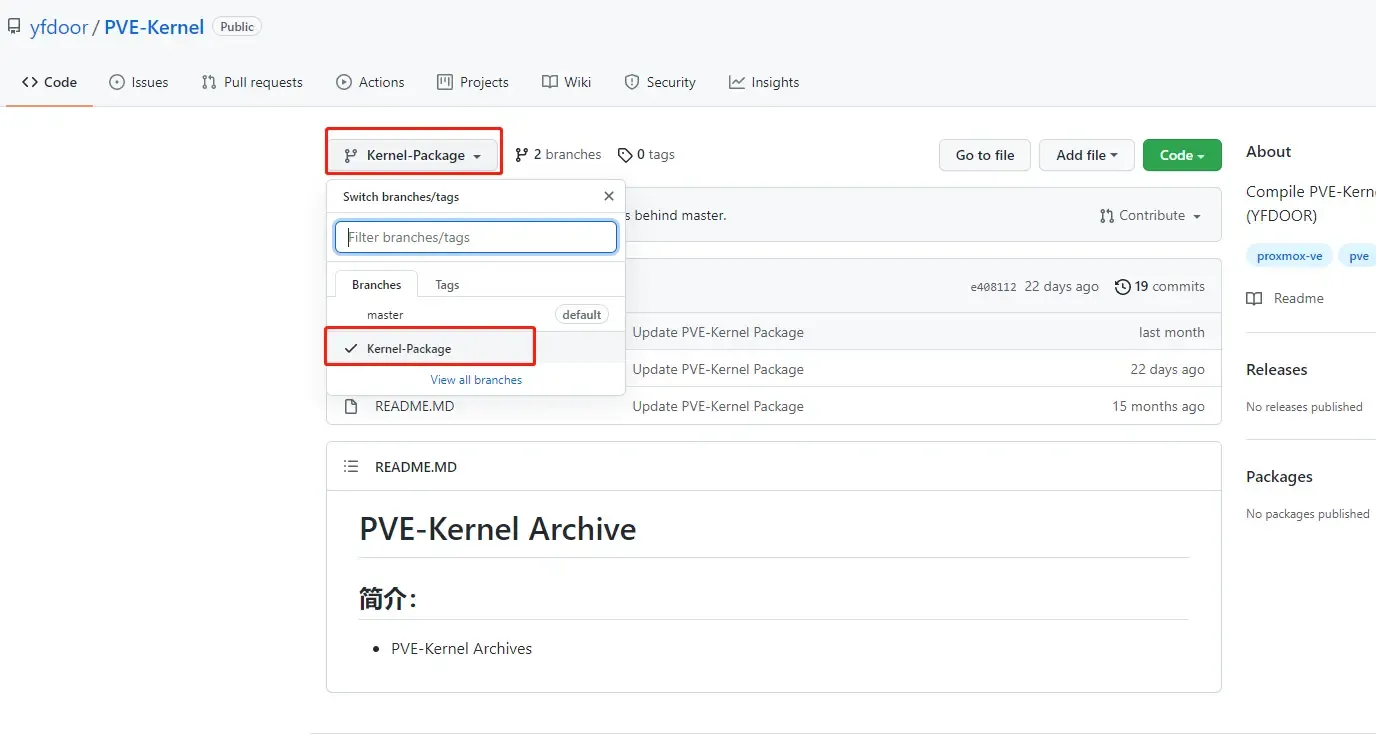 yfdoor / PVE-Kernel Public
Code Issues Pull requests Actions Projects Wiki Security Insights
Kernel-Package 2 branches 0 tags Go to file Add file Code
Switch branches/tags
Filter branches/tags
Branches Tags
master default
Kernel-Package
View all branches
behind master. Contribute
e408112 22 days ago 19 commits
Update PVE-Kernel Package last month
Update PVE-Kernel Package 22 days ago
README.MD Update PVE-Kernel Package 15 months ago
README.MD
PVE-Kernel Archive
简介:
• PVE-Kernel Archives
About
Compile PVE-Kern
(YFDOOR)
proxmox-ve pve
Readme
Releases
No releases published
Packages
No packages published